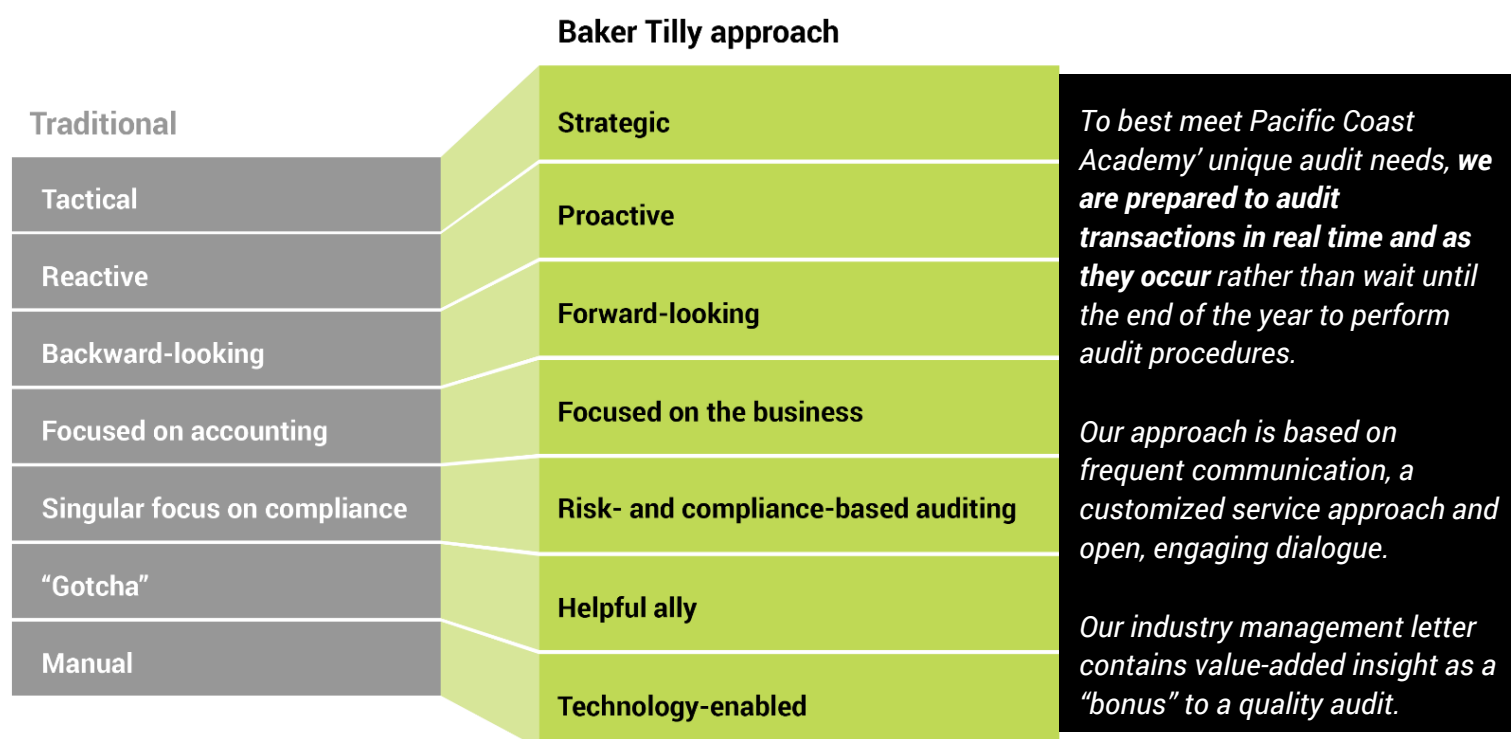 Baker Tilly approach
Traditional
Tactical
Reactive
Backward-looking
Focused on accounting
Singular focus on compliance
“Gotcha”
Manual
Strategic
Proactive
Forward-looking
Focused on the business
Risk- and compliance-based auditing
Helpful ally
Technology-enabled
To best meet Pacific Coast
Academy’ unique audit needs, we
are prepared to audit
transactions in real time and as
they occur rather than wait until
the end of the year to perform
audit procedures.
Our approach is based on
frequent communication, a
customized service approach and
open, engaging dialogue.
Our industry management letter
contains value-added insight as a
“bonus” to a quality audit.